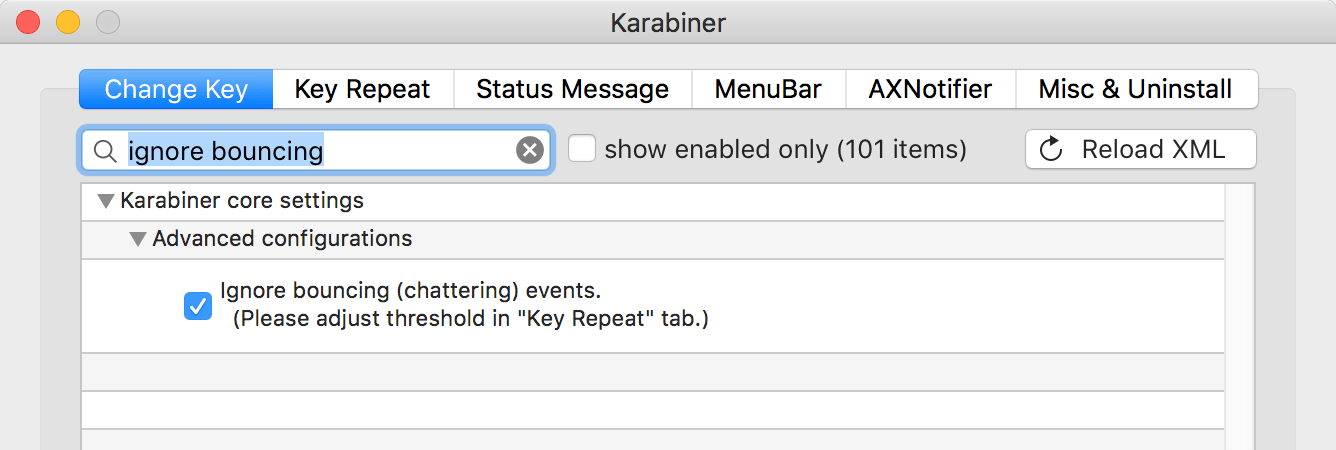 Karabiner
Change Key Key Repeat Status Message MenuBar AXNotifier Misc & Uninstall
ignore bouncing show enabled only (101 items) Reload XML
Karabiner core settings
Advanced configurations
Ignore bouncing (chattering) events.
(Please adjust threshold in "Key Repeat" tab.)